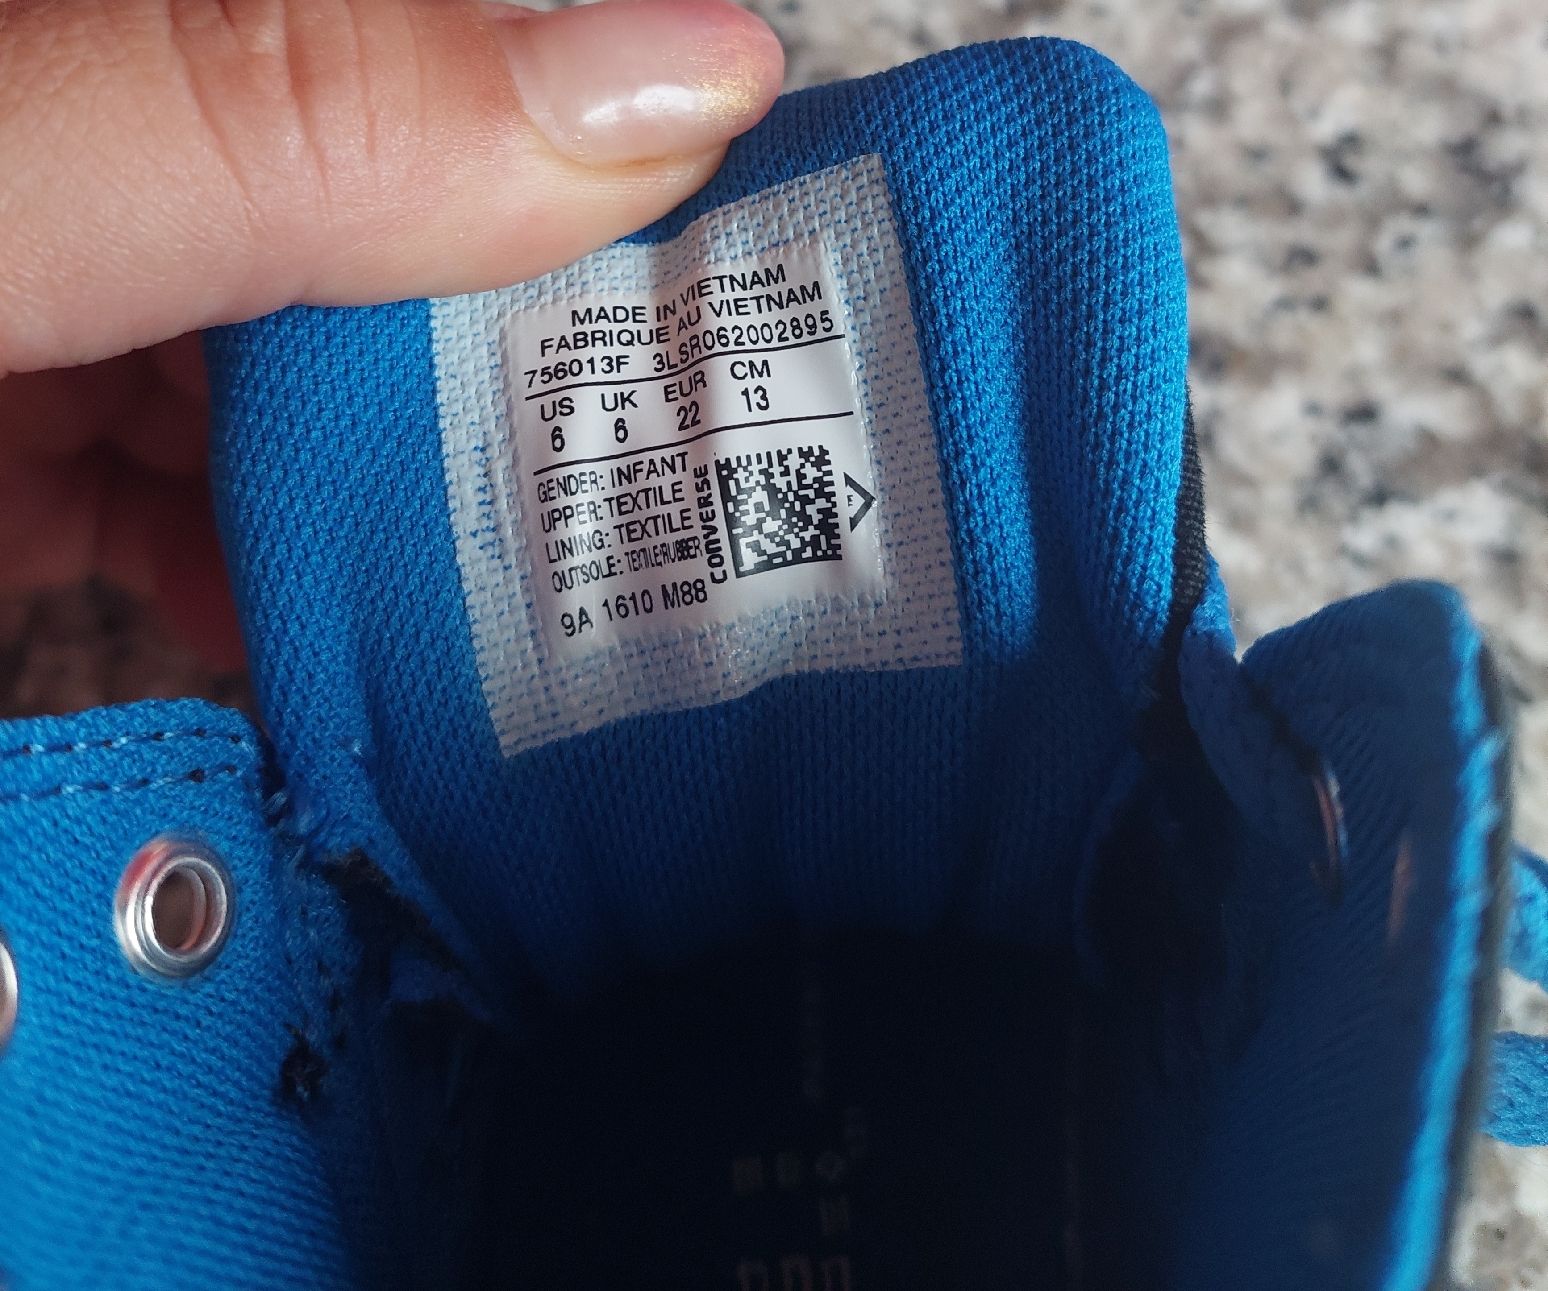 MADE IN VIETNAM
FABRIQUE AU VIETNAM
756013F 3LSR062002895
US UK EUR CM
6 6 22 13
GENDER: INFANT
UPPER: TEXTILE
LINING: TEXTILE
OUTSOLE: TEXTILE/RUBBER
9A 1610 M88
CONVERSE
E